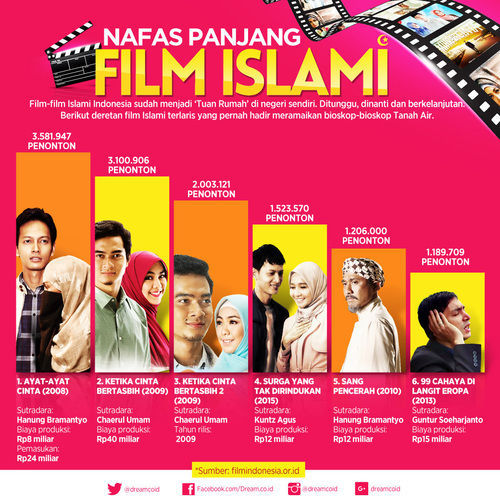 NAFAS PANJANG
FILM ISLAMI
Film-film Islami Indonesia sudah menjadi 'Tuan Rumah' di negeri sendiri. Ditunggu, dinanti dan berkelanjutan.
Berikut deretan film Islami terlaris yang pernah hadir meramaikan bioskop-bioskop Tanah Air.
3.581.947
PENONTON
3.100.906
PENONTON
2.003.121
PENONTON
1.523.570
PENONTON
1.206.000
PENONTON
1.189.709
PENONTON
1. AYAT-AYAT
CINTA (2008)
Sutradara:
Hanung Bramantyo
Biaya produksi:
Rp8 miliar
Pemasukan:
Rp24 miliar
2. KETIKA CINTA
BERTASBIH (2009)
Sutradara:
Chaerul Umam
Biaya produksi:
Rp40 miliar
3. KETIKA CINTA
BERTASBIH 2
(2009)
Sutradara:
Chaerul Umam
Tahun rilis:
2009
4. SURGA YANG
TAK DIRINDUKAN
(2015)
Sutradara:
Kuntz Agus
Biaya produksi:
Rp12 miliar
5. SANG
PENCERAH (2010)
Sutradara:
Hanung Bramantyo
Biaya produksi:
Rp12 miliar
6. 99 CAHAYA DI
LANGIT EROPA
(2013)
Sutradara:
Guntur Soeharjanto
Biaya produksi:
Rp15 miliar
*Sumber: filmindonesia.or.id
@dreamcoid
Facebook.com/Dream.co.id
@dreamcoid
dreamcoid